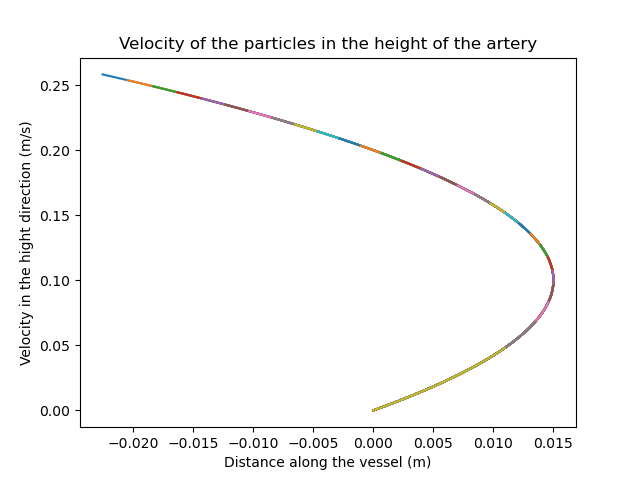 Velocity of the particles in the height of the artery
Velocity in the hight direction (m/s)
0.25
0.20
0.15
0.10
0.05
0.00
−0.020 −0.015 −0.010 −0.005 0.000 0.005 0.010 0.015
Distance along the vessel (m)